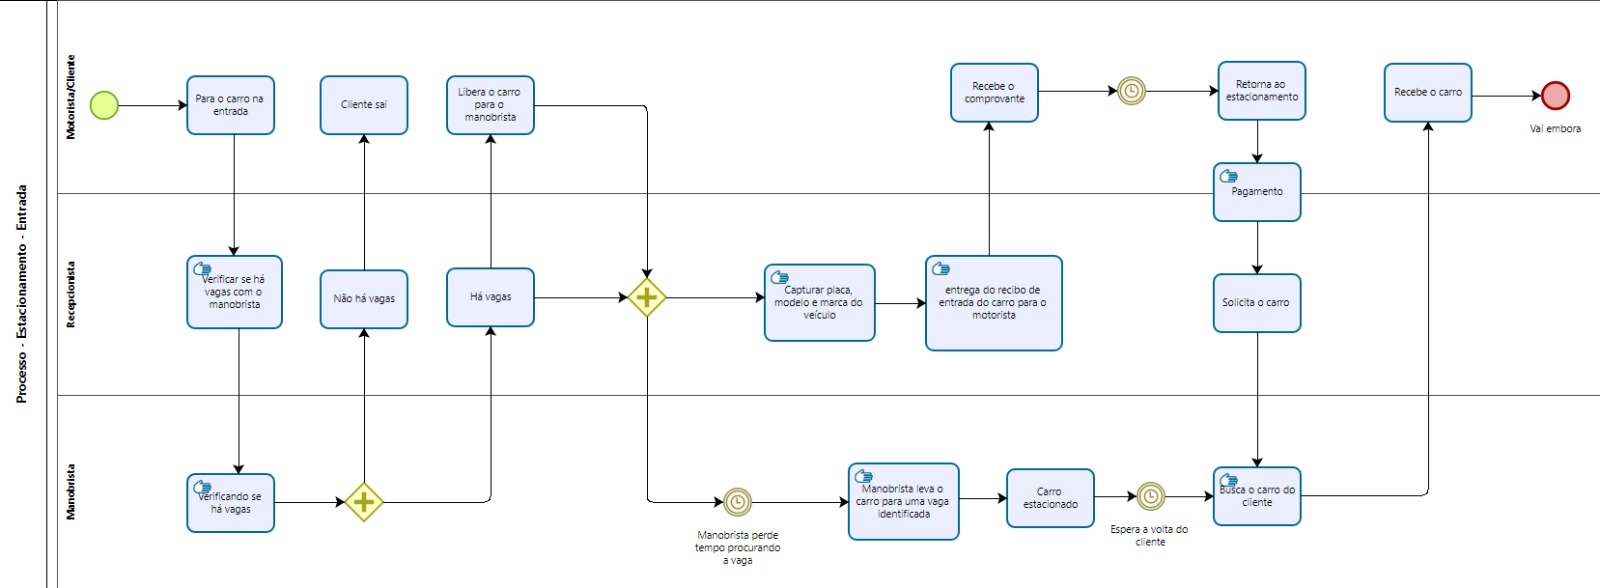 Processo - Estacionamento - Entrada
Motorista/Cliente
Para o carro na
entrada
Cliente sai
Libera o carro
para o
manobrista
Recebe o
comprovante
Retorna ao
estacionamento
Recebe o carro
Vai embora
Pagamento
Recepcionista
Verificar se há
vagas com o
manobrista
Não há vagas
Há vagas
Capturar placa,
modelo e marca do
veículo
entrega do recibo de
entrada do carro para o
motorista
Solicita o carro
Manobrista
Verificando se
há vagas
Manobrista perde
tempo procurando
a vaga
Manobrista leva o
carro para uma vaga
identificada
Carro
estacionado
Espera a volta do
cliente
Busca o carro do
cliente